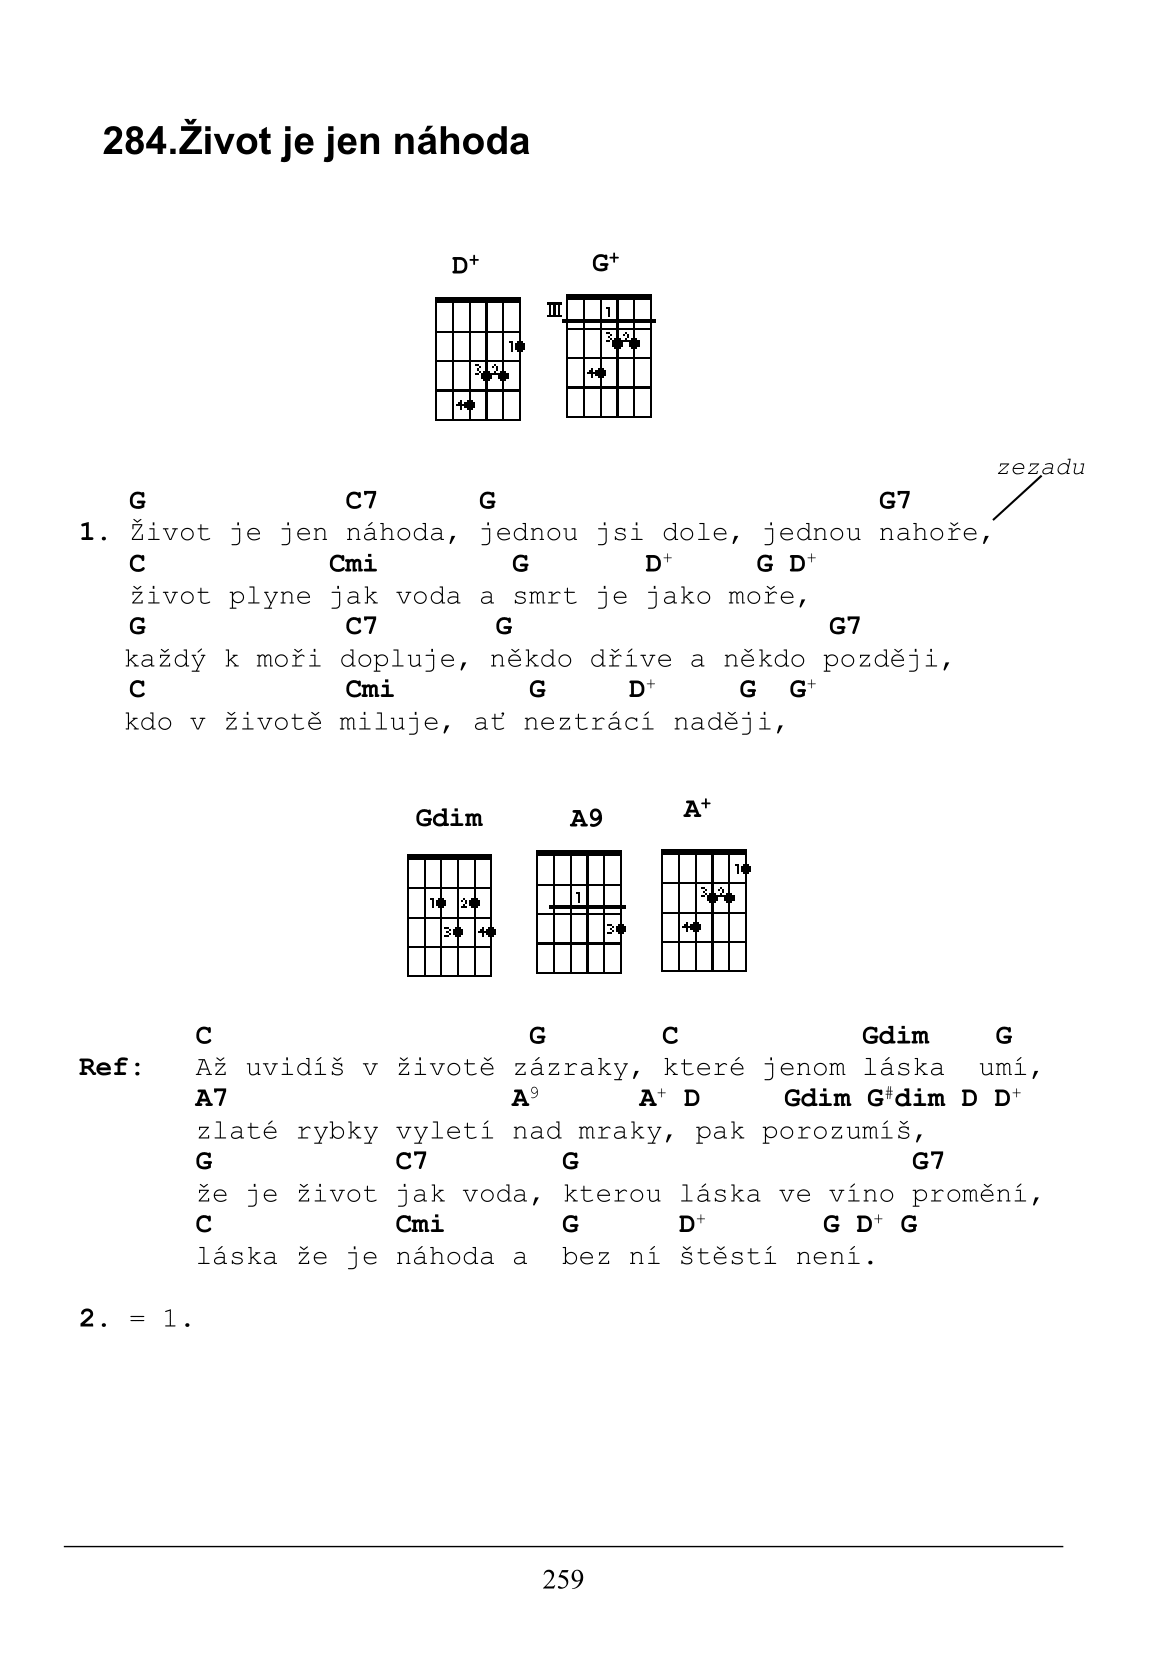 284.Život je jen náhoda
D+ G+
III 1
3 2
1
3 2
4
4
zezadu
G C7 G G7
1. Život je jen náhoda, jednou jsi dole, jednou nahoře,
C Cmi G D+ G D+
život plyne jak voda a smrt je jako moře,
G C7 G G7
každý k moři dopluje, někdo dříve a někdo později,
C Cmi G D+ G G+
kdo v životě miluje, ať neztrácí naději,
Gdim A9 A+
1
1 2 1 3 2
3 4 3 4
C G C Gdim G
Ref: Až uvidíš v životě zázraky, které jenom láska umí,
A7 A9 A+ D Gdim G#dim D D+
zlaté rybky vyletí nad mraky, pak porozumíš,
G C7 G G7
že je život jak voda, kterou láska ve víno promění,
C Cmi G D+ G D+ G
láska že je náhoda a bez ní štěstí není.
2. = 1.
259